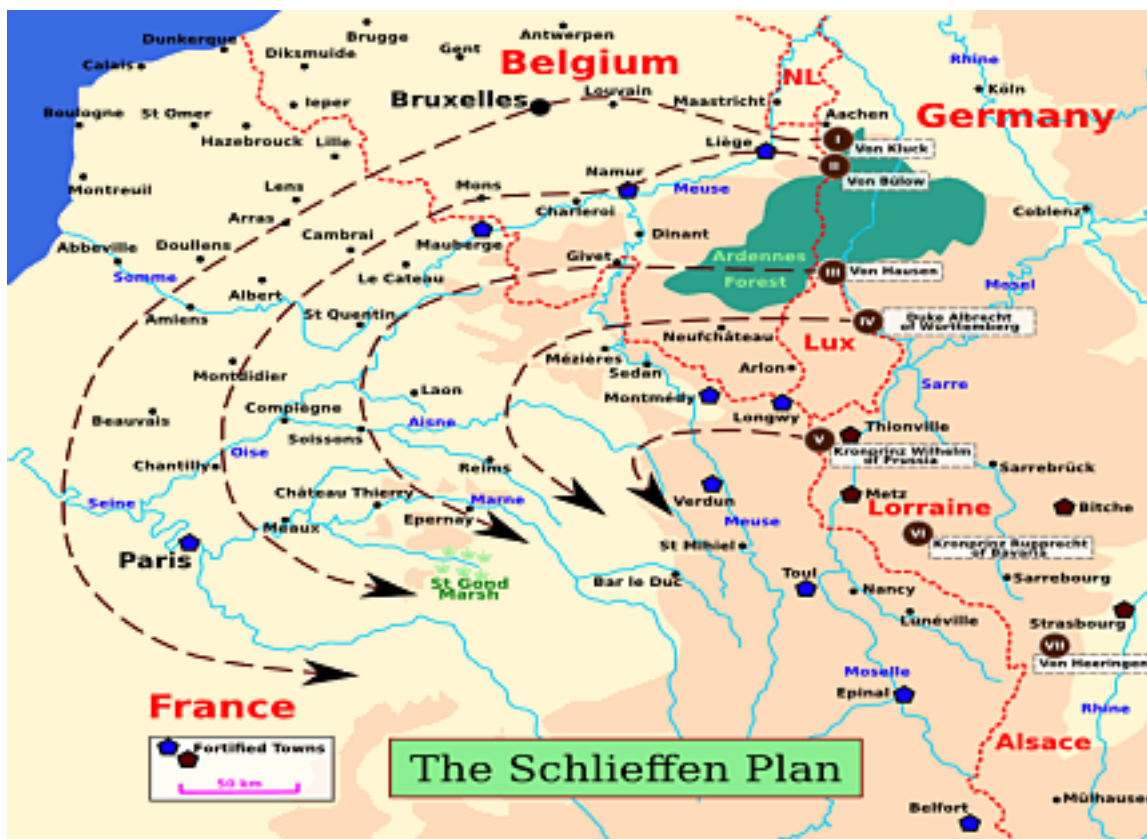 Dunkerque
Brugge
Antwerpen
Diksmuide
Gent
Calais
Belgium
NL
Rhine
Köln
Bruxelles
Louvain
Maastricht
Aachen
Germany
Boulogne
St Omer
Ieper
Hazebrouck
Lille
Liège
I
Von Kluck
II
Von Bülow
Montreuil
Lens
Mons
Namur
Meuse
Charleroi
Coblenz
Arras
Cambrai
Mauberge
Dinant
Abbeville
Doullens
Le Cateau
Givet
Ardennes
Forest
III
Von Hausen
Somme
Mosel
Albert
Amiens
St Quentin
Neufchâteau
IV
Duke Albrecht
of Württemberg
Lux
Mézières
Sedan
Arlon
Montdidier
Laon
Montmédy
Longwy
Sarre
Beauvais
Compiègne
Aisne
Soissons
Thionville
V
Kronprinz Wilhelm
of Prussia
Chantilly
Oise
Reims
Sarrebrück
Seine
Château Thierry
Marne
Verdun
Metz
Lorraine
Bitche
Meaux
Epernay
Meuse
VI
Kronprinz Rupprecht
of Bavaria
Paris
St Mihiel
St Gond
Marsh
Bar le Duc
Toul
Nancy
Sarrebourg
Lunéville
Strasbourg
VII
Von Heeringen
Moselle
Epinal
France
Rhine
Fortified Towns
50 km
Alsace
The Schlieffen Plan
Belfort
Mülhausen